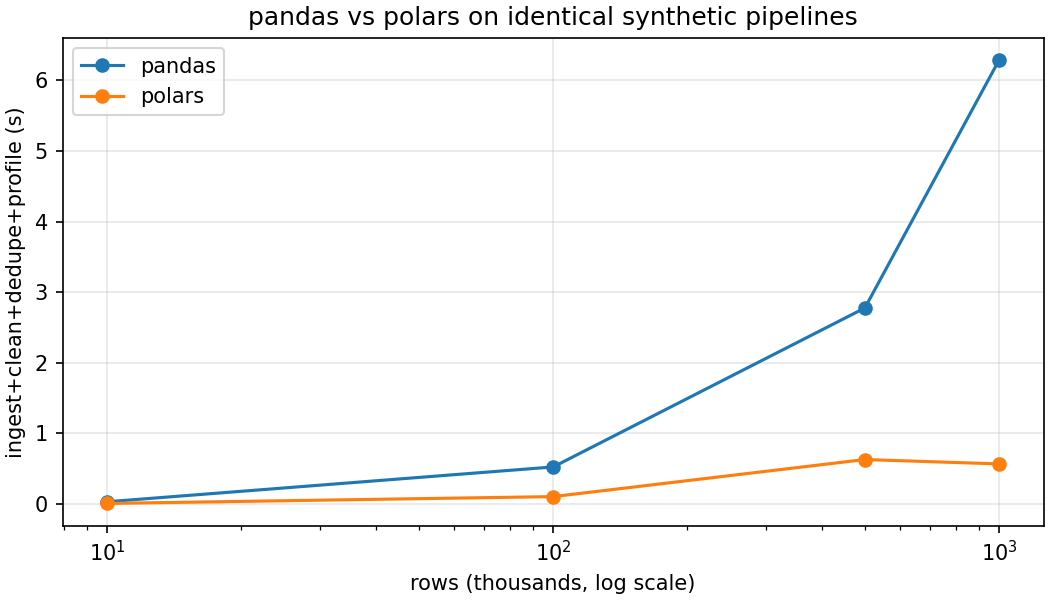 pandas vs polars on identical synthetic pipelines
pandas
polars
ingest+clean+dedupe+profile (s)
6
5
4
3
2
1
0
10¹
10²
10³
rows (thousands, log scale)